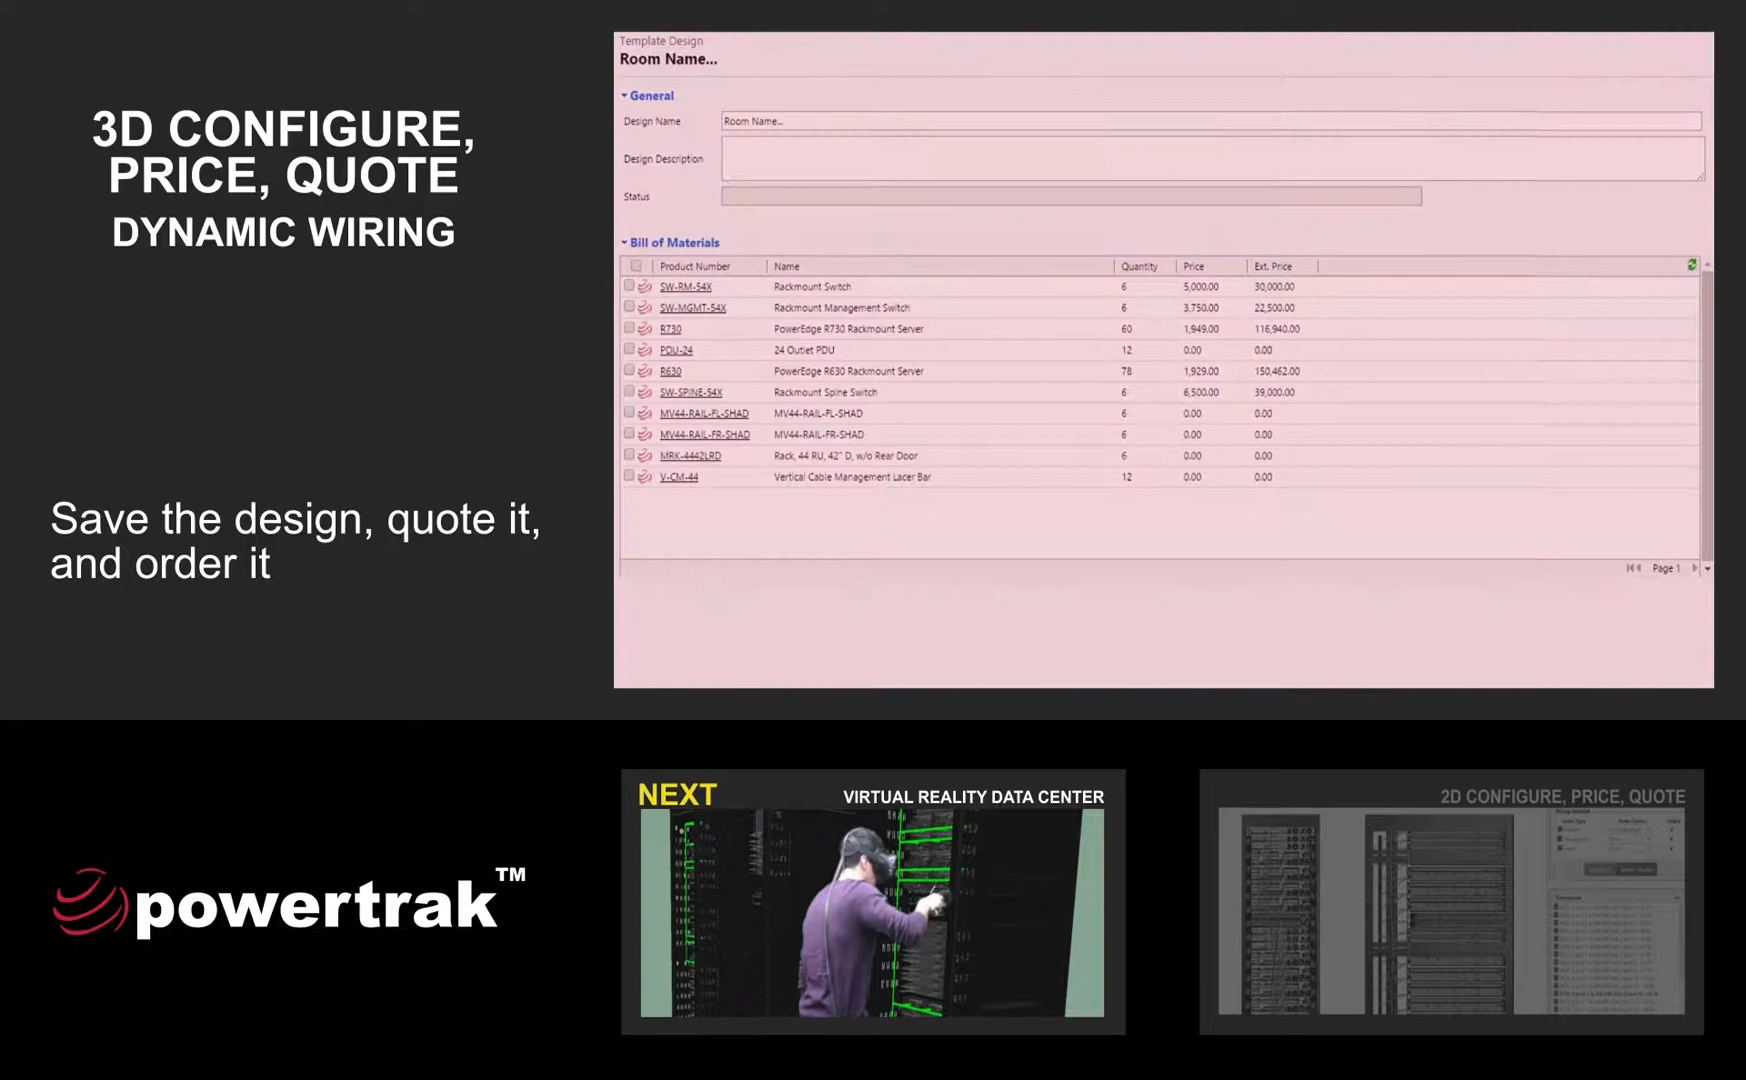 3D CONFIGURE,
PRICE, QUOTE
DYNAMIC WIRING
Save the design, quote it,
and order it
Template Design
Room Name...
General
Design Name Room Name...
Design Description
Status
Bill of Materials
Product Number Name Quantity Price Ext. Price
SW-RM-54X Rackmount Switch 6 5,000.00 30,000.00
SW-MGMT-54X Rackmount Management Switch 6 3,750.00 22,500.00
R730 PowerEdge R730 Rackmount Server 60 1,949.00 116,940.00
PDU-24 24 Outlet PDU 12 0.00 0.00
R630 PowerEdge R630 Rackmount Server 78 1,929.00 150,462.00
SW-SPINE-54X Rackmount Spine Switch 6 6,500.00 39,000.00
MV44-RAIL-FL-SHAD MV44-RAIL-FL-SHAD 6 0.00 0.00
MV44-RAIL-FR-SHAD MV44-RAIL-FR-SHAD 6 0.00 0.00
MRK-4442LRD Rack, 44 RU, 42" D, w/o Rear Door 6 0.00 0.00
V-CM-44 Vertical Cable Management Lacer Bar 12 0.00 0.00
Page 1
powertrak™
NEXT VIRTUAL REALITY DATA CENTER
2D CONFIGURE, PRICE, QUOTE